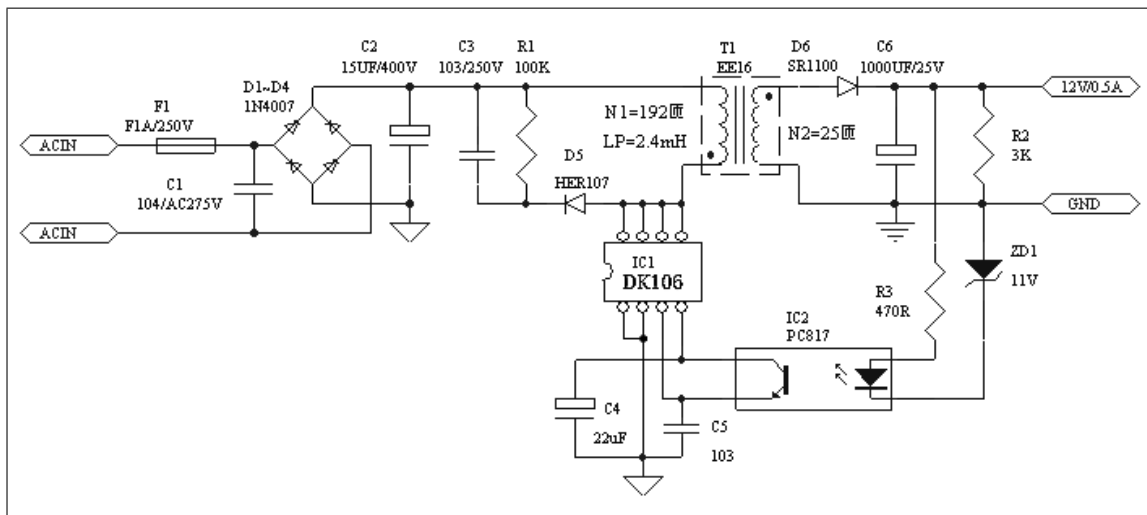 C2
15UF/400V
C3
103/250V
R1
100K
T1
EE16
D6
SR1100
C6
1000UF/25V
D1~D4
1N4007
12V/0.5A
F1
F1A/250V
N1=192匝
LP=2.4mH
N2=25匝
R2
3K
ACIN
D5
HER107
C1
104/AC275V
ACIN
GND
IC1
DK106
ZD1
11V
R3
470R
IC2
PC817
C4
22uF
C5
103